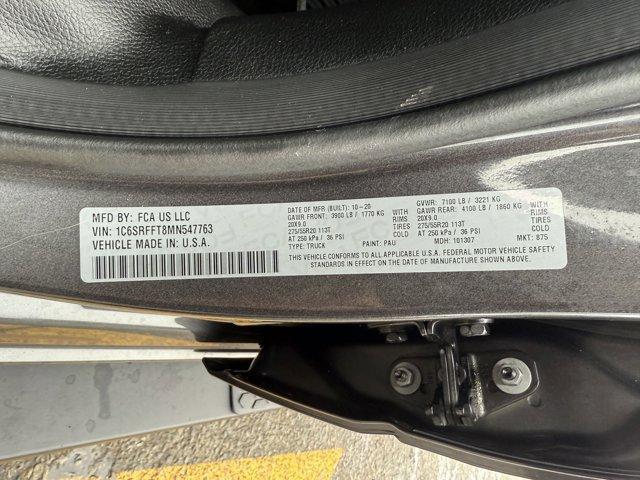 MFD BY: FCA US LLC
VIN: 1C6SRFFT8MN547763
VEHICLE MADE IN: U.S.A.
DATE OF MFR (BUILT): 10-20
GAWR FRONT: 3900 LB / 1770 KG WITH
20X9.0 RIMS
275/55R20 113T TIRES
AT 250 kPa / 36 PSI COLD
TYPE: TRUCK PAINT: PAU
GVWR: 7100 LB / 3221 KG
GAWR REAR: 4100 LB / 1860 KG WITH
20X9.0 RIMS
275/55R20 113T TIRES
AT 250 kPa / 36 PSI COLD
MDH: 101307 MKT: 875
THIS VEHICLE CONFORMS TO ALL APPLICABLE U.S.A. FEDERAL MOTOR VEHICLE SAFETY
STANDARDS IN EFFECT ON THE DATE OF MANUFACTURE SHOWN ABOVE.